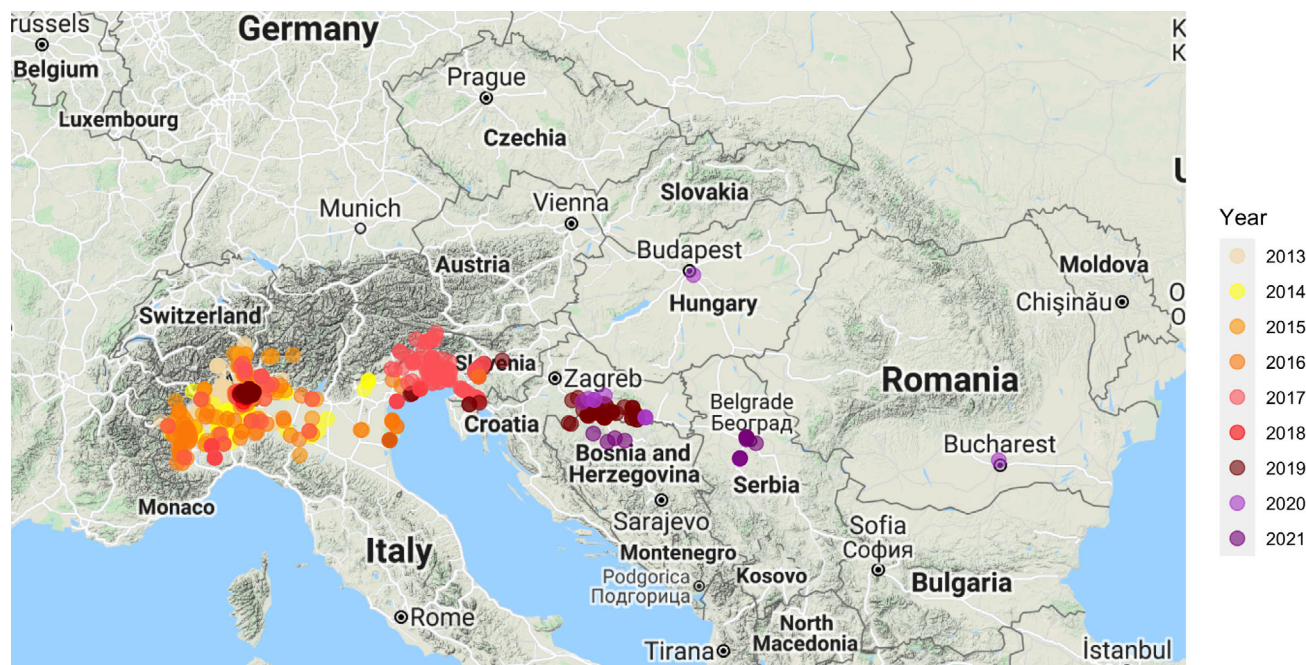 russels
Belgium
Luxembourg
Germany
Prague
Czechia
K
K
U
Slovakia
Munich
Vienna
Budapest
Austria
Hungary
Moldova
Chişinău
O
O
Switzerland
Slovenia
Zagreb
Romania
Croatia
Belgrade
Београд
Bucharest
Bosnia and
Herzegovina
Serbia
Monaco
Sarajevo
Sofia
София
Italy
Montenegro
Podgorica
Подгорица
Kosovo
Bulgaria
Rome
North
Macedonia
Tirana
İstanbul
Year
2013
2014
2015
2016
2017
2018
2019
2020
2021